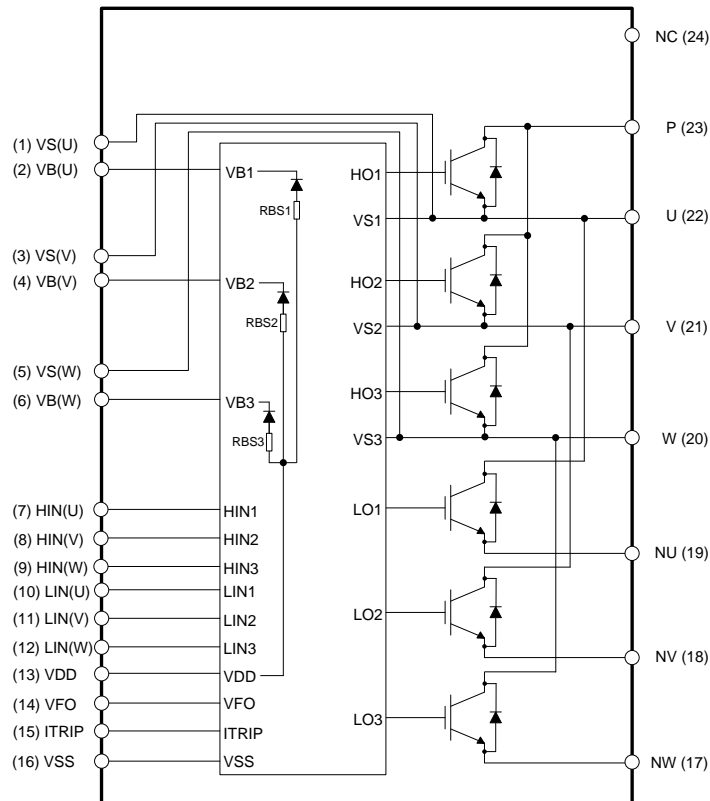 NC (24)
(1) VS(U)
(2) VB(U)
(3) VS(V)
(4) VB(V)
(5) VS(W)
(6) VB(W)
(7) HIN(U)
(8) HIN(V)
(9) HIN(W)
(10) LIN(U)
(11) LIN(V)
(12) LIN(W)
(13) VDD
(14) VFO
(15) ITRIP
(16) VSS
VB1
RBS1
VB2
RBS2
VB3
RBS3
HIN1
HIN2
HIN3
LIN1
LIN2
LIN3
VDD
VFO
ITRIP
VSS
HO1
VS1
HO2
VS2
HO3
VS3
LO1
LO2
LO3
P (23)
U (22)
V (21)
W (20)
NU (19)
NV (18)
NW (17)